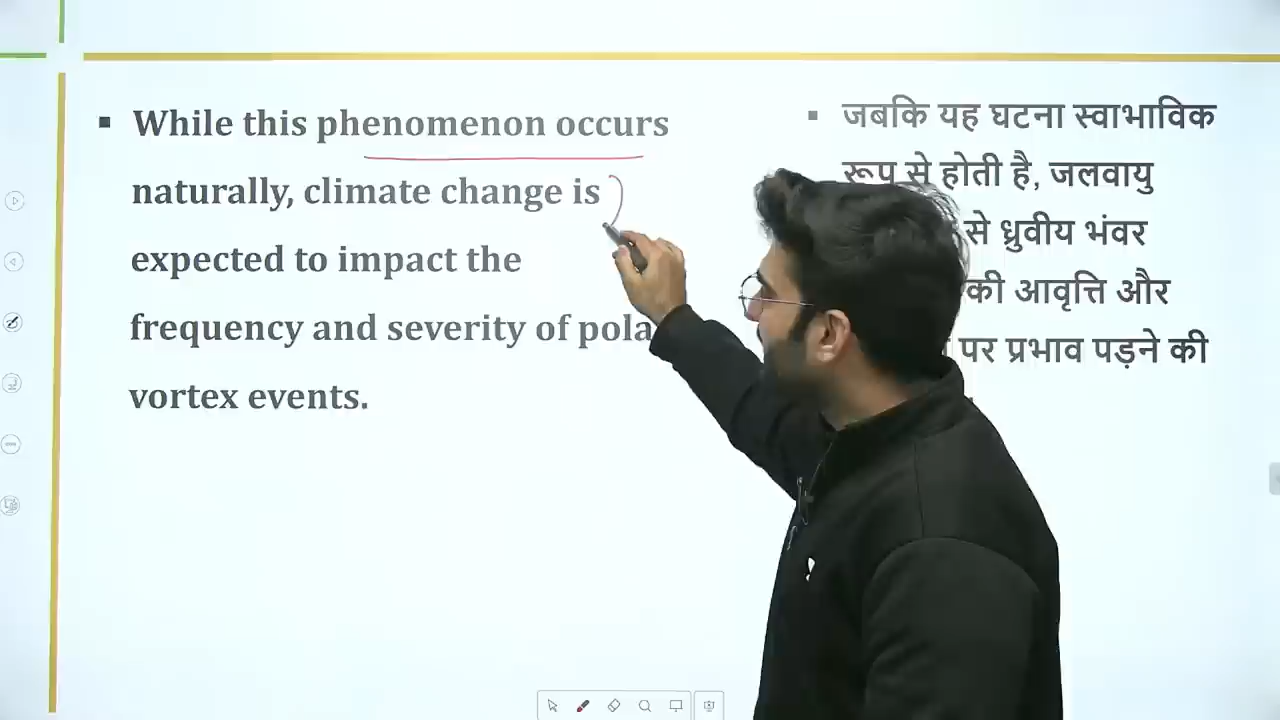 ▪ While this phenomenon occurs
naturally, climate change is
expected to impact the
frequency and severity of
vortex events.
▪ जबकि यह घटना स्वाभाविक
रूप से होती है, जलवायु
से ध्रुवीय भंवर
की आवृत्ति और
पर प्रभाव पड़ने की